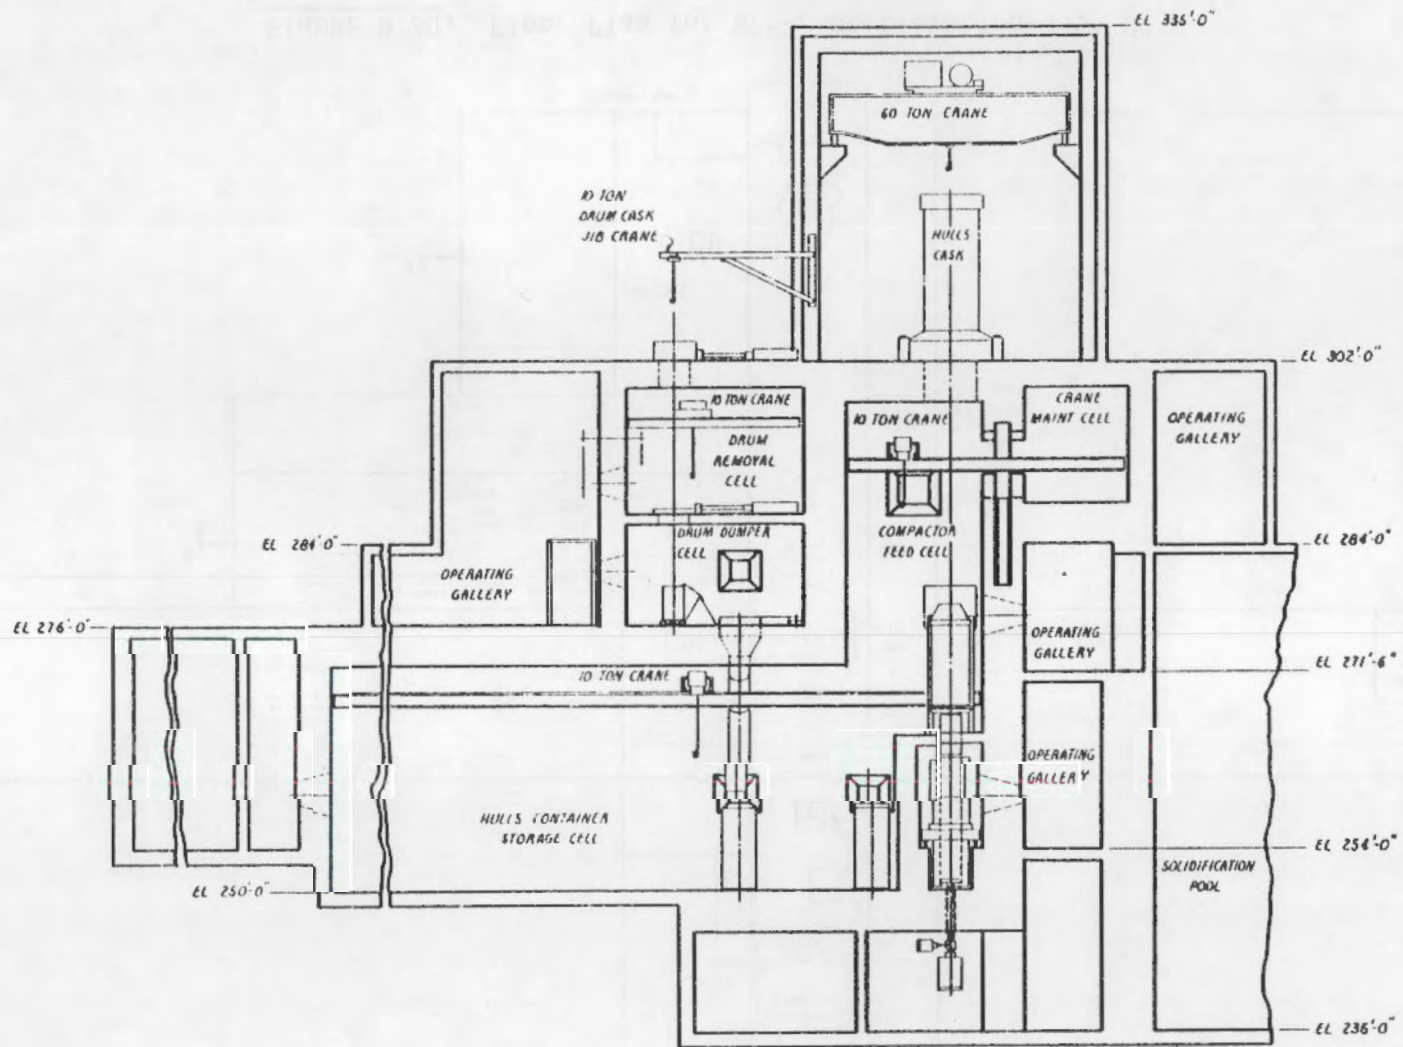 EL 335'-0"
60 TON CRANE
10 TON
DRUM CASK
JIB CRANE
HULLS
CASK
EL 302'-0"
10 TON CRANE
DRUM
REMOVAL
CELL
10 TON CRANE
CRANE
MAINT CELL
OPERATING
GALLERY
EL 284'-0"
DRUM DUMPER
CELL
COMPACTOR
FEED CELL
EL 284'-0"
OPERATING
GALLERY
EL 276'-0"
OPERATING
GALLERY
EL 271'-6"
10 TON CRANE
OPERATING
GALLERY
HULLS CONTAINER
STORAGE CELL
EL 254'-0"
SOLIDIFICATION
POOL
EL 250'-0"
EL 236'-0"